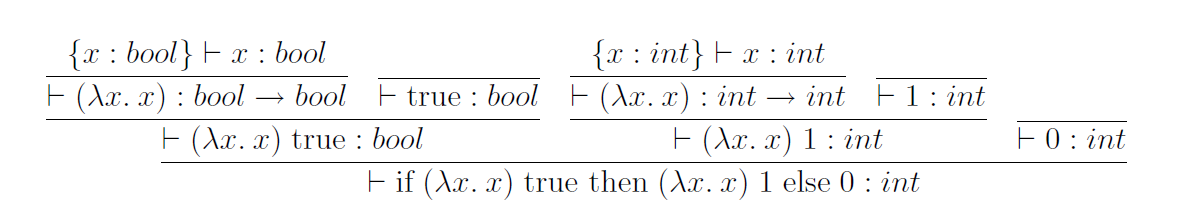 {x : bool} ⊢ x : bool {x : int} ⊢ x : int
⊢ (λx. x) : bool → bool ⊢ true : bool ⊢ (λx. x) : int → int ⊢ 1 : int
⊢ (λx. x) true : bool ⊢ (λx. x) 1 : int ⊢ 0 : int
⊢ if (λx. x) true then (λx. x) 1 else 0 : int